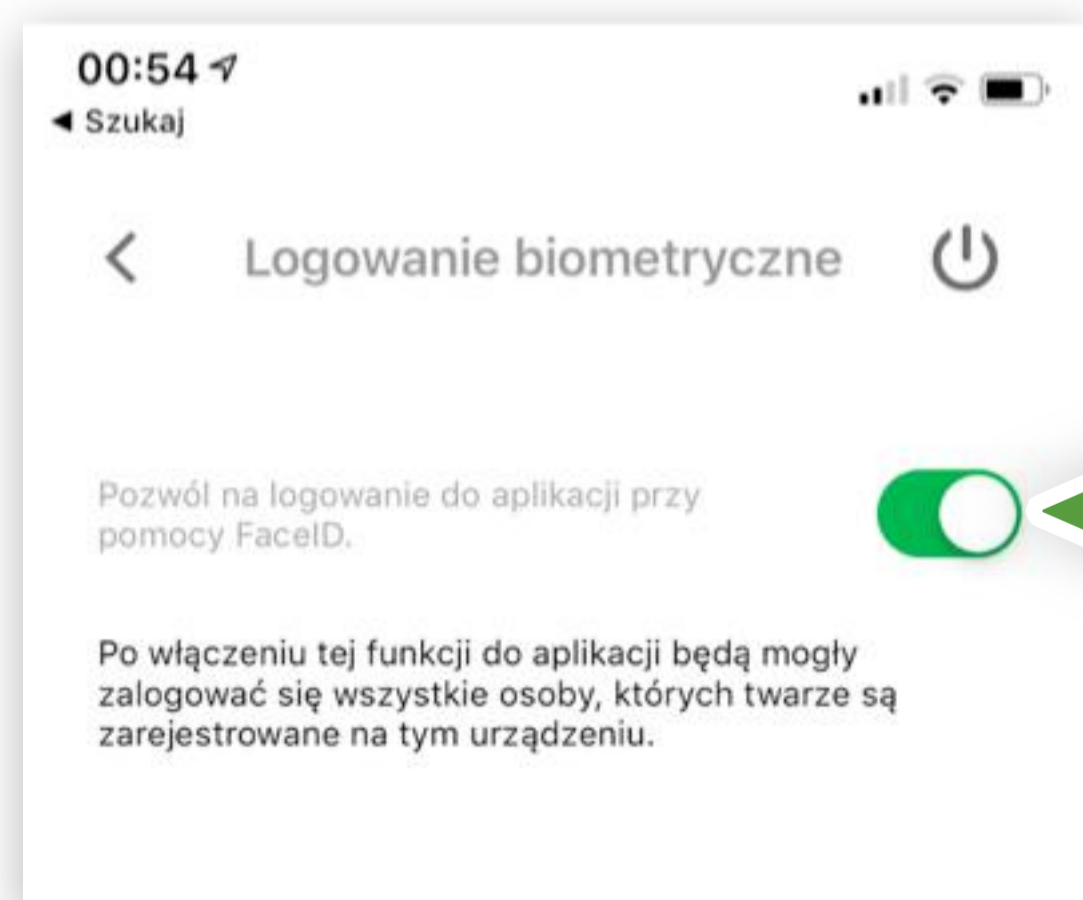 00:54
Szukaj
Logowanie biometryczne
Pozwól na logowanie do aplikacji przy
pomocy FaceID.
Po włączeniu tej funkcji do aplikacji będą mogły
zalogować się wszystkie osoby, których twarze są
zarejestrowane na tym urządzeniu.